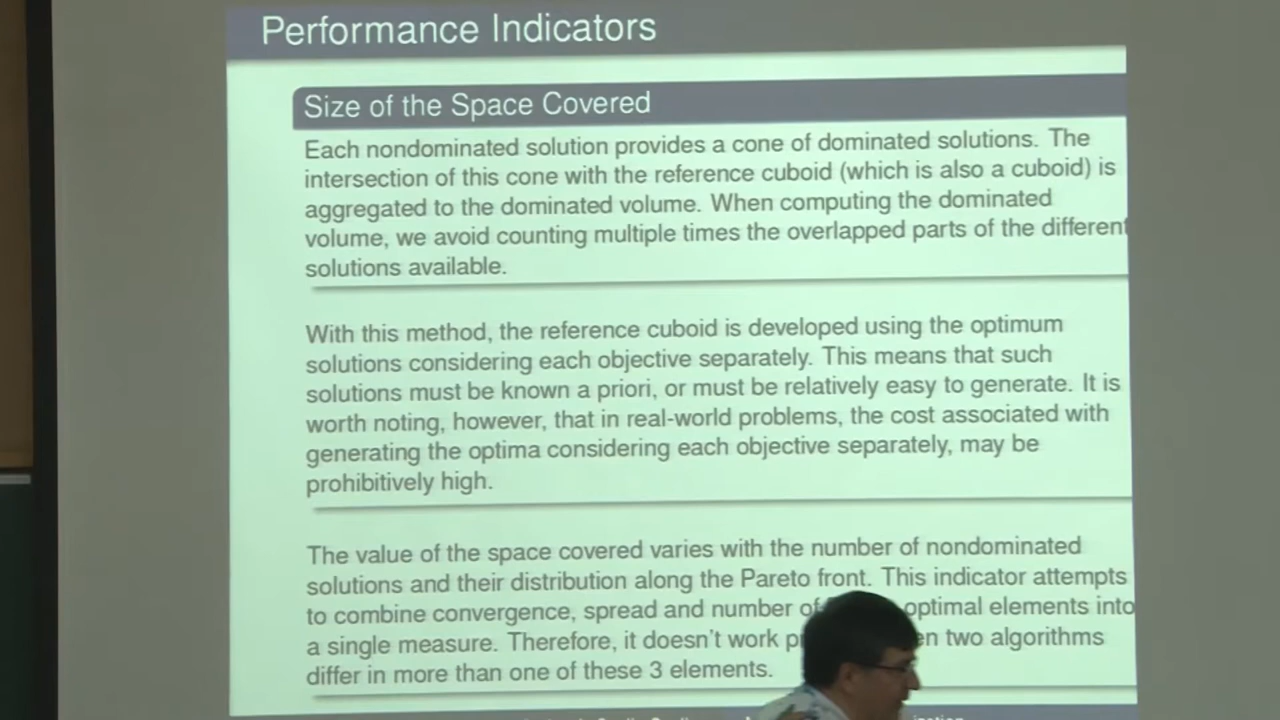 Performance Indicators
Size of the Space Covered
Each nondominated solution provides a cone of dominated solutions. The
intersection of this cone with the reference cuboid (which is also a cuboid) is
aggregated to the dominated volume. When computing the dominated
volume, we avoid counting multiple times the overlapped parts of the different
solutions available.
With this method, the reference cuboid is developed using the optimum
solutions considering each objective separately. This means that such
solutions must be known a priori, or must be relatively easy to generate. It is
worth noting, however, that in real-world problems, the cost associated with
generating the optima considering each objective separately, may be
prohibitively high.
The value of the space covered varies with the number of nondominated
solutions and their distribution along the Pareto front. This indicator attempts
to combine convergence, spread and number of optimal elements into
a single measure. Therefore, it doesn't work two algorithms
differ in more than one of these 3 elements.